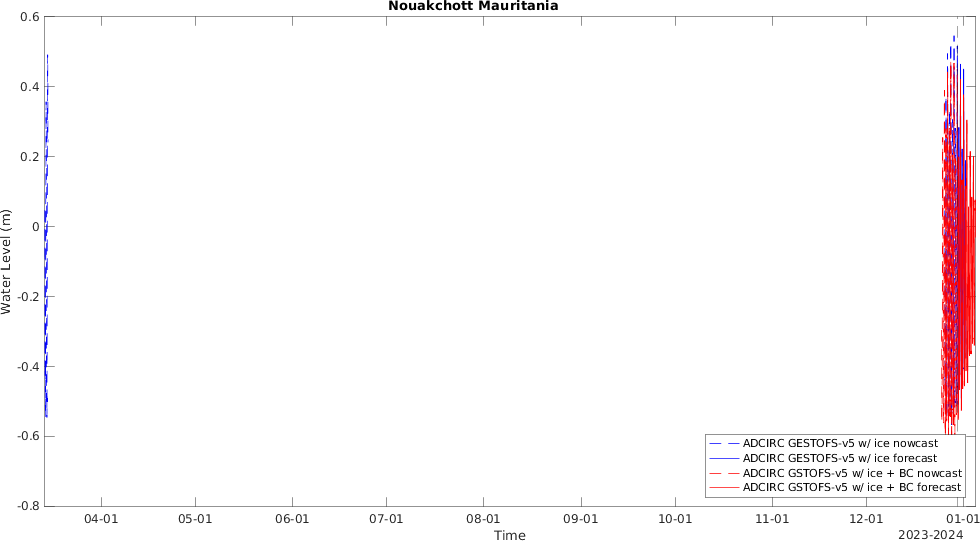 Nouakchott Mauritania
0.6
0.4
0.2
0
-0.2
-0.4
-0.6
-0.8
Water Level (m)
ADCIRC GESTOFS-v5 w/ ice nowcast
ADCIRC GESTOFS-v5 w/ ice forecast
ADCIRC GSTOFS-v5 w/ ice + BC nowcast
ADCIRC GSTOFS-v5 w/ ice + BC forecast
04-01 05-01 06-01 07-01 08-01 09-01 10-01 11-01 12-01 01-01
Time
2023-2024